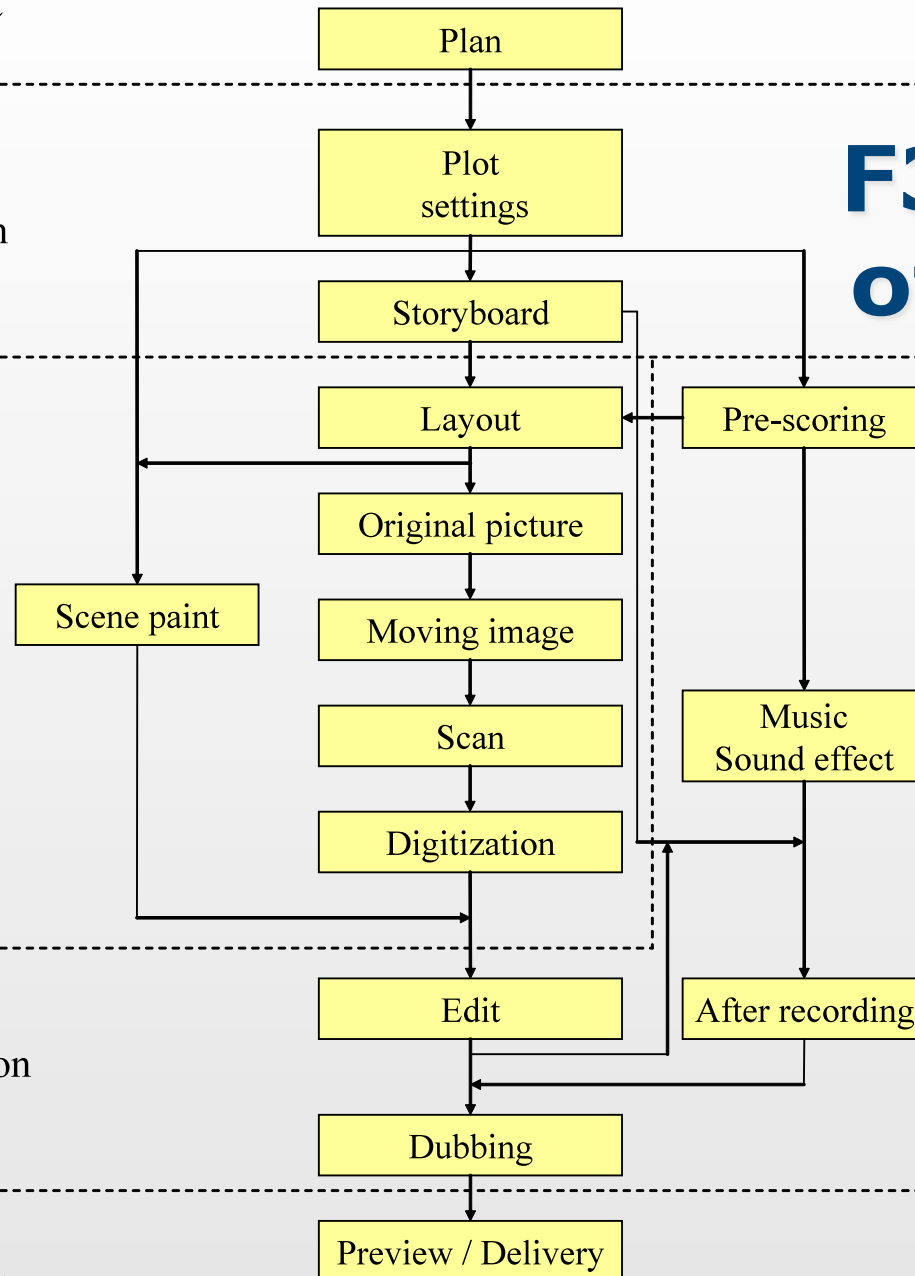 Plan
Plot
settings
Storyboard
Layout
Pre-scoring
Original picture
Scene paint
Moving image
Music
Sound effect
Scan
Digitization
Edit
After recording
Dubbing
Preview / Delivery